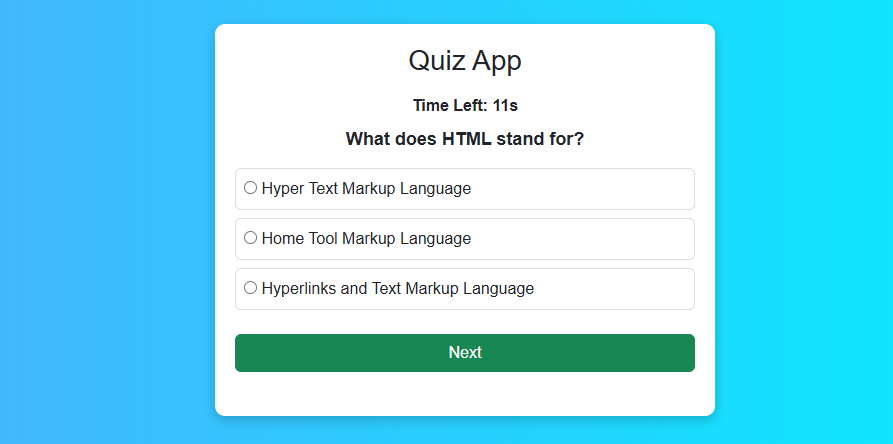 Quiz App
Time Left: 11s
What does HTML stand for?
Hyper Text Markup Language
Home Tool Markup Language
Hyperlinks and Text Markup Language
Next